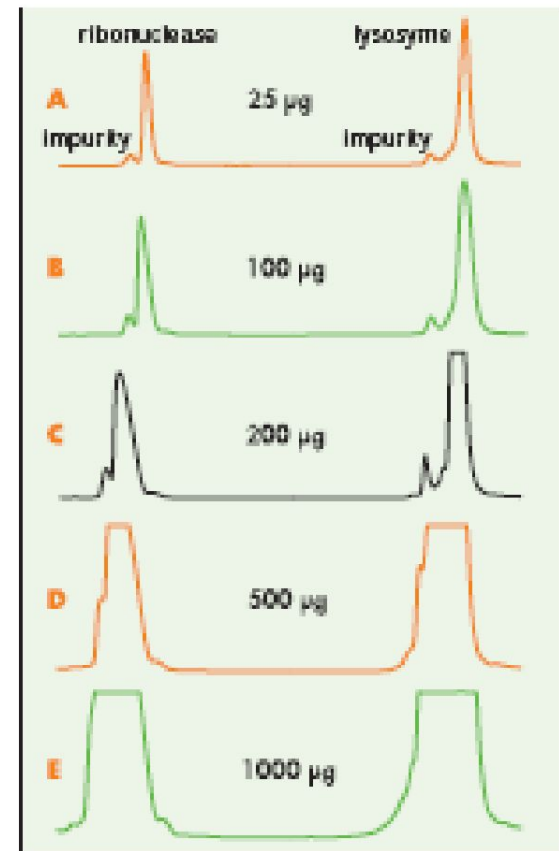 ribonuclease lysosyme
A 25 µg
impurity impurity
B 100 µg
C 200 µg
D 500 µg
E 1000 µg